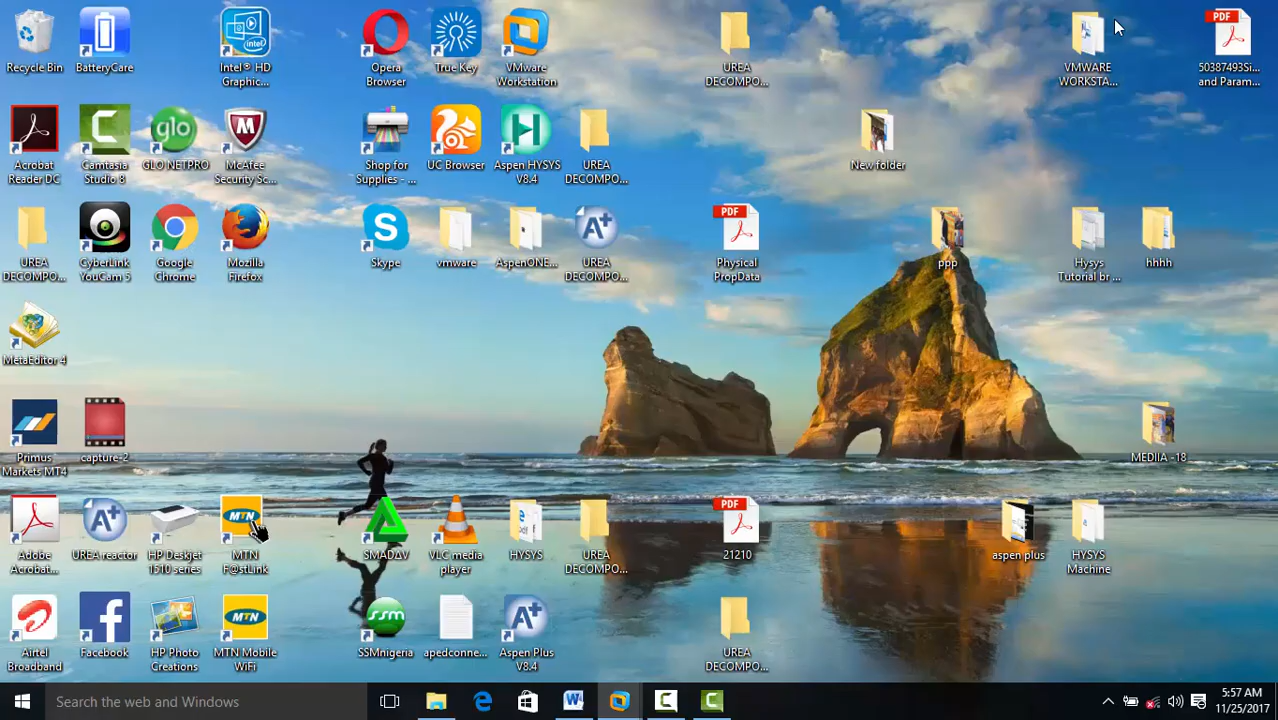 PDF
Recycle Bin
BatteryCare
Intel® HD
Graphic...
Opera
Browser
True Key
VMware
Workstation
UREA
DECOMPO...
VMWARE
WORKSTA...
50387493Si...
and Param...
intel
glo
Acrobat
Reader DC
Camtasia
Studio 8
GLO NETPRO
McAfee
Security Sc...
Shop for
Supplies - ...
UC Browser
Aspen HYSYS
V8.4
UREA
DECOMPO...
New folder
A+
PDF
UREA
DECOMPO...
CyberLink
YouCam 5
Google
Chrome
Mozilla
Firefox
Skype
vmware
AspenONE...
UREA
DECOMPO...
Physical
PropData
ppp
Hysys
Tutorial br ...
hhhh
MetaEditor 4
Primus
Markets MT4
capture-2
MEDIIA -18
A+
MTN
PDF
Adobe
Acrobat...
UREA reactor
HP Deskjet
1510 series
MTN
F@stLink
SMADΔV
VLC media
player
HYSYS
UREA
DECOMPO...
21210
aspen plus
HYSYS
Machine
MTN
ssm
A+
Airtel
Broadband
Facebook
HP Photo
Creations
MTN Mobile
WiFi
SSMnigeria
apedconne...
Aspen Plus
V8.4
UREA
DECOMPO...
Search the web and Windows
5:57 AM
11/25/2017